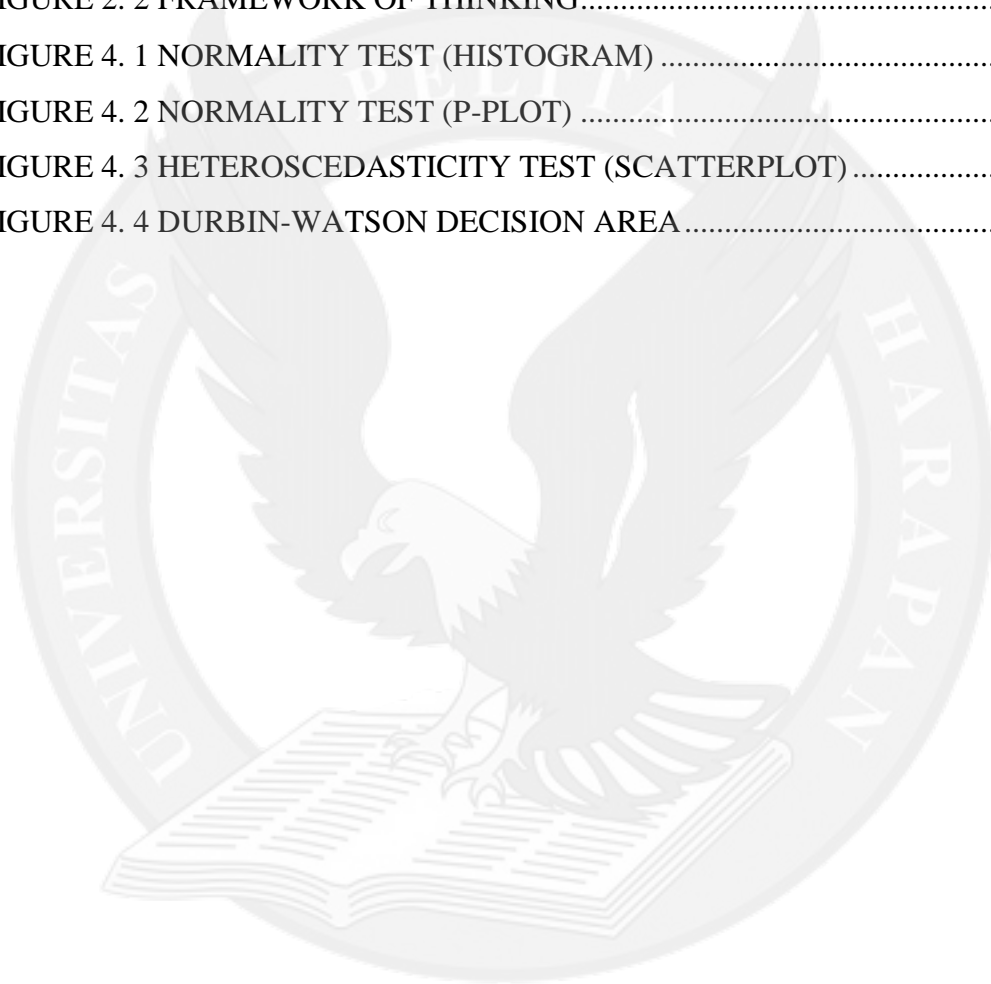 IGURE 2. 2 FRAMEWORK OF THINKING
IGURE 4. 1 NORMALITY TEST (HISTOGRAM) ..........................................
IGURE 4. 2 NORMALITY TEST (P-PLOT) ....................................................
IGURE 4. 3 HETEROSCEDASTICITY TEST (SCATTERPLOT) ..................
IGURE 4. 4 DURBIN-WATSON DECISION AREA .......................................
UNIVERSITAS PELITA HARAPAN